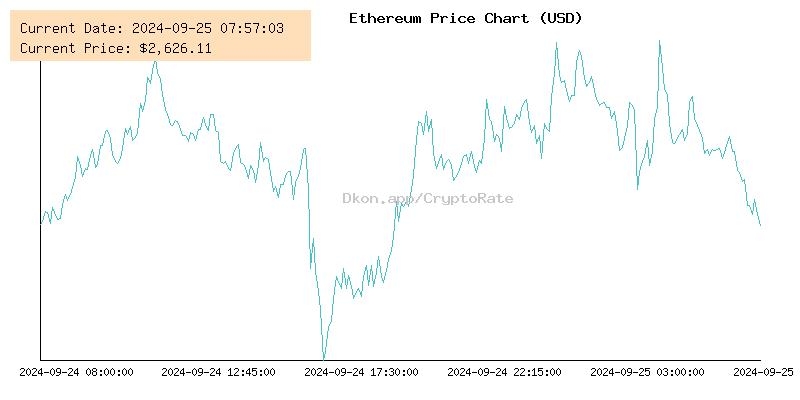 Ethereum Price Chart (USD)
Current Date: 2024-09-25 07:57:03
Current Price: $2,626.11
Dkon.app/CryptoRate
2024-09-24 08:00:00 2024-09-24 12:45:00 2024-09-24 17:30:00 2024-09-24 22:15:00 2024-09-25 03:00:00 2024-09-25